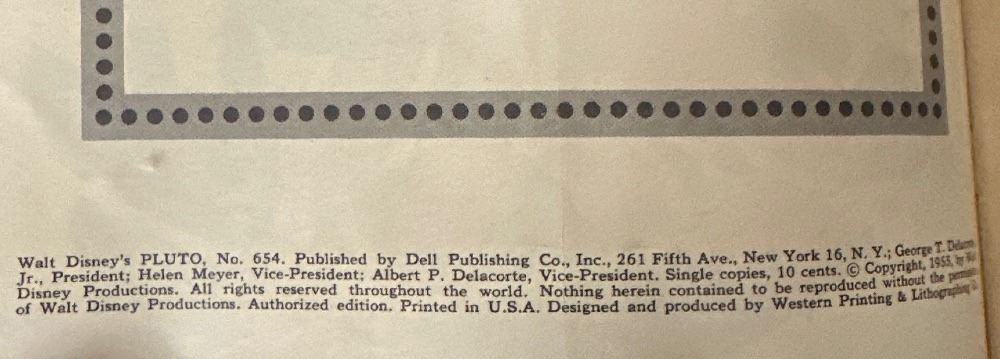 Walt Disney's PLUTO, No. 654. Published by Dell Publishing Co., Inc., 261 Fifth Ave., New York 16, N. Y.; George T.
Jr., President; Helen Meyer, Vice-President; Albert P. Delacorte, Vice-President. Single copies, 10 cents. © Copyright, 1955, by
Disney Productions. All rights reserved throughout the world. Nothing herein contained to be reproduced without the
of Walt Disney Productions. Authorized edition. Printed in U.S.A. Designed and produced by Western Printing & Lithographing